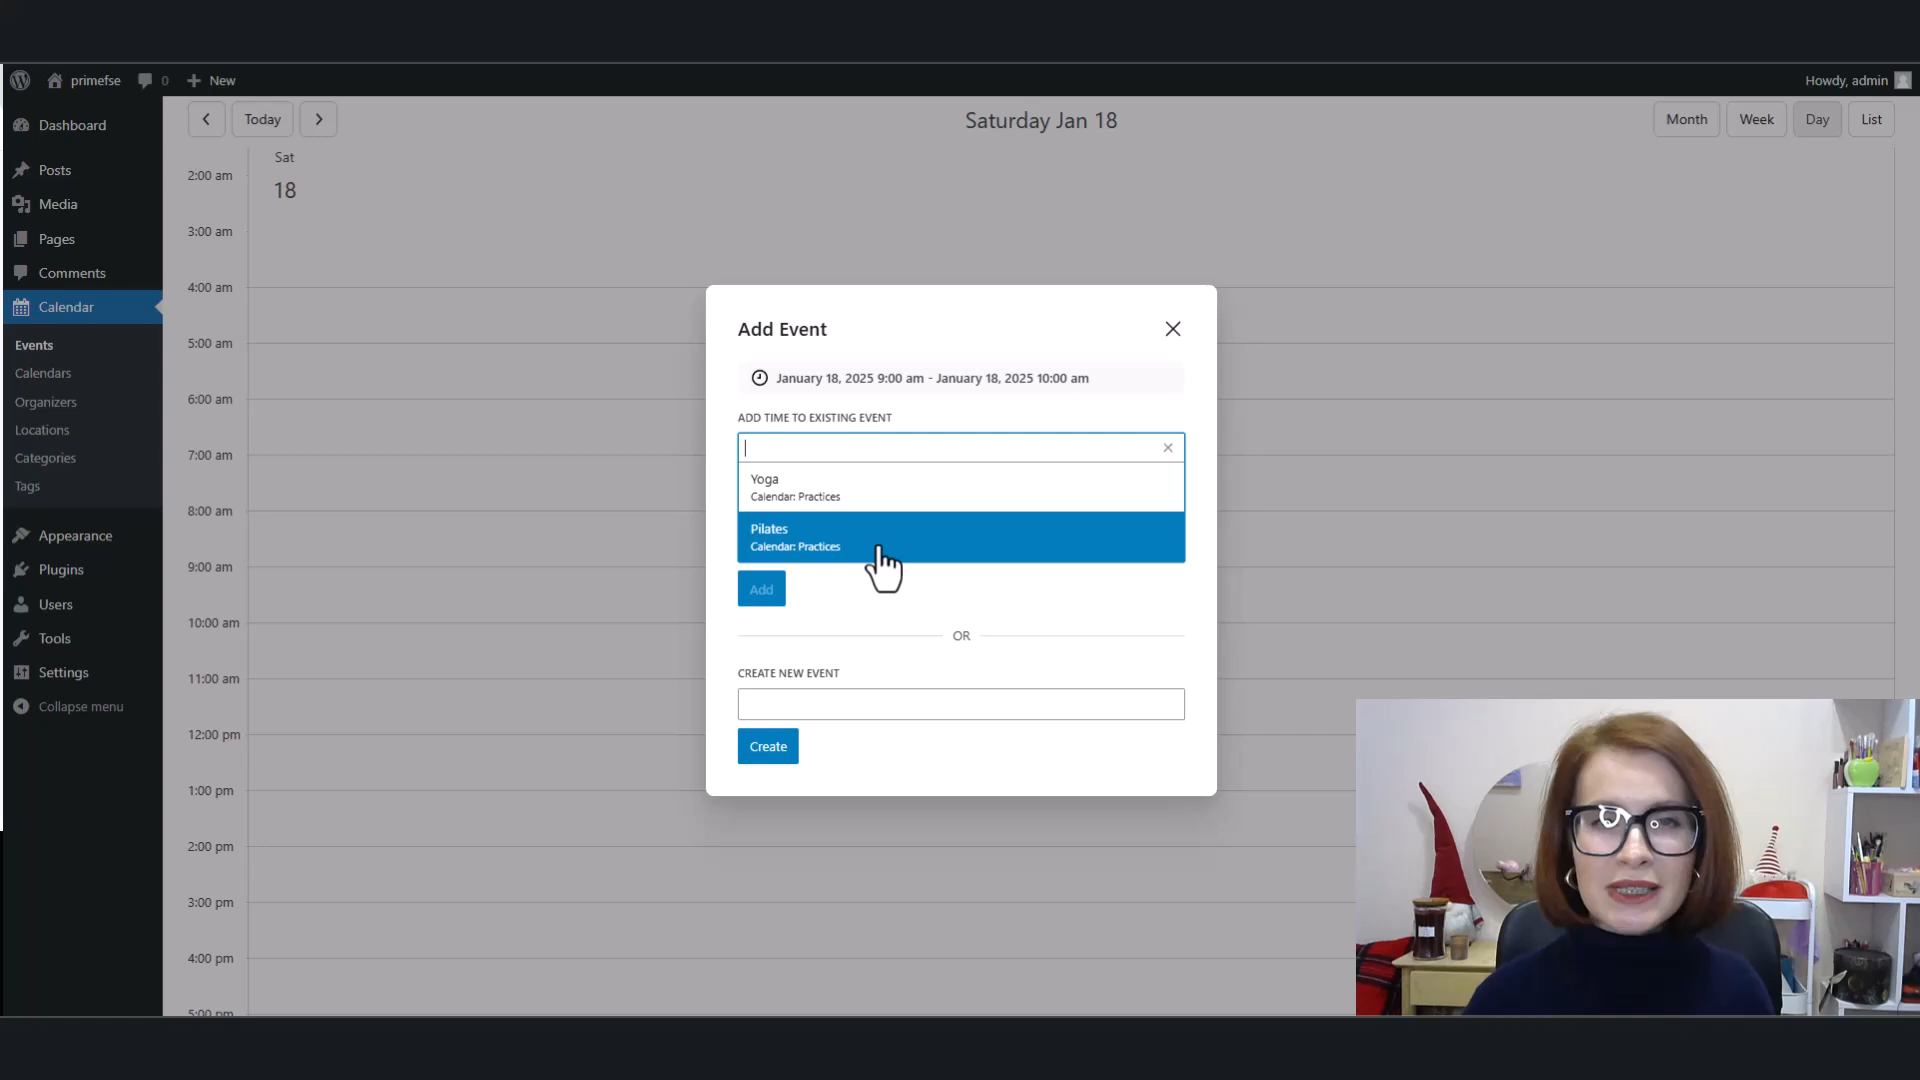 primefse 0 New Howdy, admin
Dashboard
Posts
Media
Pages
Comments
Calendar
Events
Calendars
Organizers
Locations
Categories
Tags
Appearance
Plugins
Users
Tools
Settings
Collapse menu
Today Saturday Jan 18 Month Week Day List
Sat
18
2:00 am
3:00 am
4:00 am
5:00 am
6:00 am
7:00 am
8:00 am
9:00 am
10:00 am
11:00 am
12:00 pm
1:00 pm
2:00 pm
3:00 pm
4:00 pm
5:00 pm
Add Event
January 18, 2025 9:00 am - January 18, 2025 10:00 am
ADD TIME TO EXISTING EVENT
Yoga
Calendar: Practices
Pilates
Calendar: Practices
Add
OR
CREATE NEW EVENT
Create